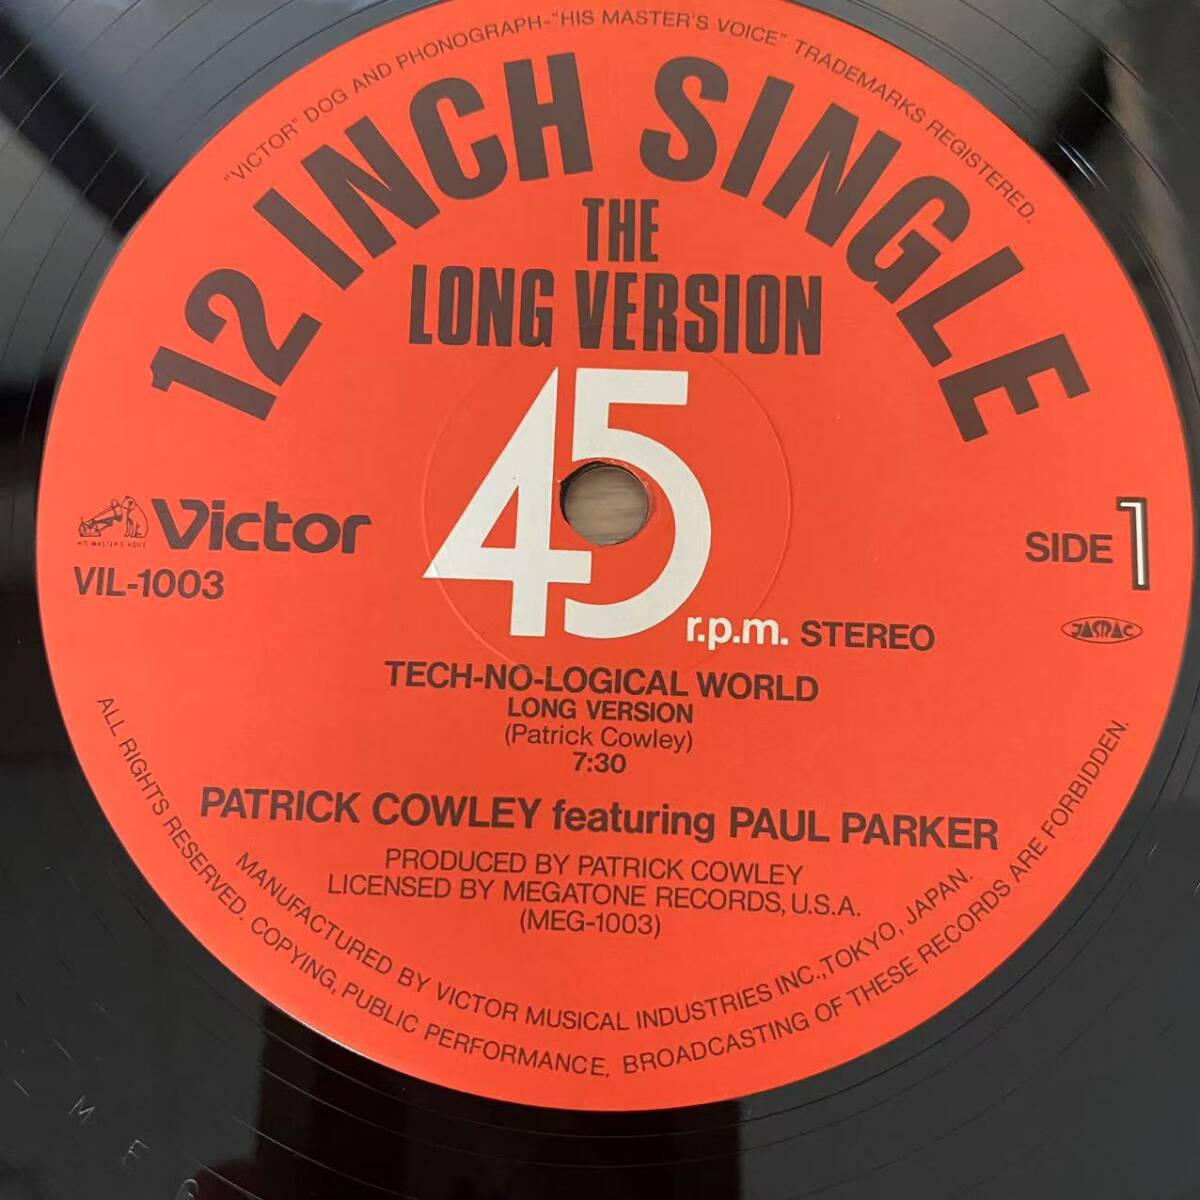 "VICTOR" DOG AND PHONOGRAPH-"HIS MASTER'S VOICE" TRADEMARKS REGISTERED.
12 INCH SINGLE
THE
LONG VERSION
45
r.p.m. STEREO
HIS MASTER'S VOICE
Victor
VIL-1003
SIDE 1
JASRAC
TECH-NO-LOGICAL WORLD
LONG VERSION
(Patrick Cowley)
7:30
PATRICK COWLEY featuring PAUL PARKER
PRODUCED BY PATRICK COWLEY
LICENSED BY MEGATONE RECORDS, U.S.A.
(MEG-1003)
MANUFACTURED BY VICTOR MUSICAL INDUSTRIES INC., TOKYO, JAPAN.
ALL RIGHTS RESERVED. COPYING, PUBLIC PERFORMANCE, BROADCASTING OF THESE RECORDS ARE FORBIDDEN.
M E G